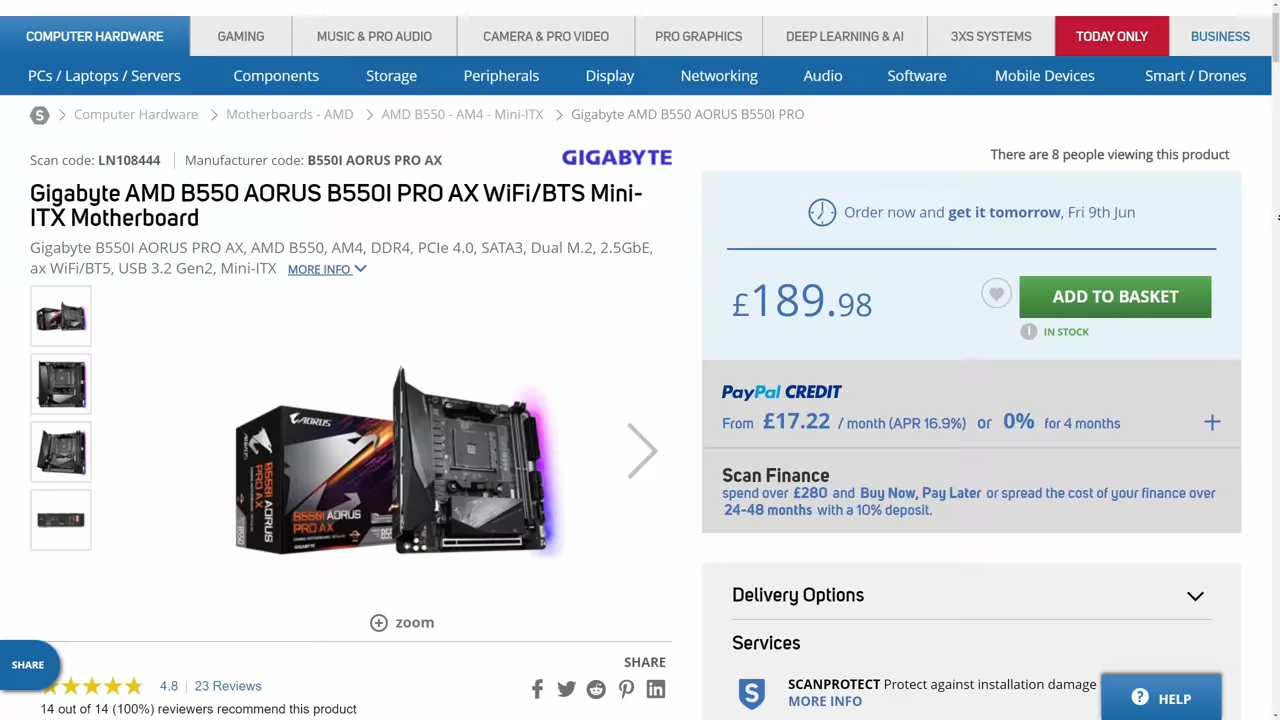 COMPUTER HARDWARE GAMING MUSIC & PRO AUDIO CAMERA & PRO VIDEO PRO GRAPHICS DEEP LEARNING & AI 3XS SYSTEMS TODAY ONLY BUSINESS
PCs / Laptops / Servers Components Storage Peripherals Display Networking Audio Software Mobile Devices Smart / Drones
S Computer Hardware Motherboards - AMD AMD B550 - AM4 - Mini-ITX Gigabyte AMD B550 AORUS B550I PRO
Scan code: LN108444 Manufacturer code: B550I AORUS PRO AX
GIGABYTE
Gigabyte AMD B550 AORUS B550I PRO AX WiFi/BT5 Mini-
ITX Motherboard
Gigabyte B550I AORUS PRO AX, AMD B550, AM4, DDR4, PCIe 4.0, SATA3, Dual M.2, 2.5GbE,
ax WiFi/BT5, USB 3.2 Gen2, Mini-ITX MORE INFO
AORUS
B550I AORUS
PRO AX
B550I AORUS
PRO AX
GIGABYTE
zoom
SHARE
SHARE
4.8 23 Reviews
14 out of 14 (100%) reviewers recommend this product
There are 8 people viewing this product
Order now and get it tomorrow, Fri 9th Jun
£189.98
ADD TO BASKET
IN STOCK
PayPal CREDIT
From £17.22 / month (APR 16.9%) or 0% for 4 months
Scan Finance
spend over £280 and Buy Now, Pay Later or spread the cost of your finance over
24-48 months with a 10% deposit.
Delivery Options
Services
S
SCANPROTECT Protect against installation damage
MORE INFO
HELP